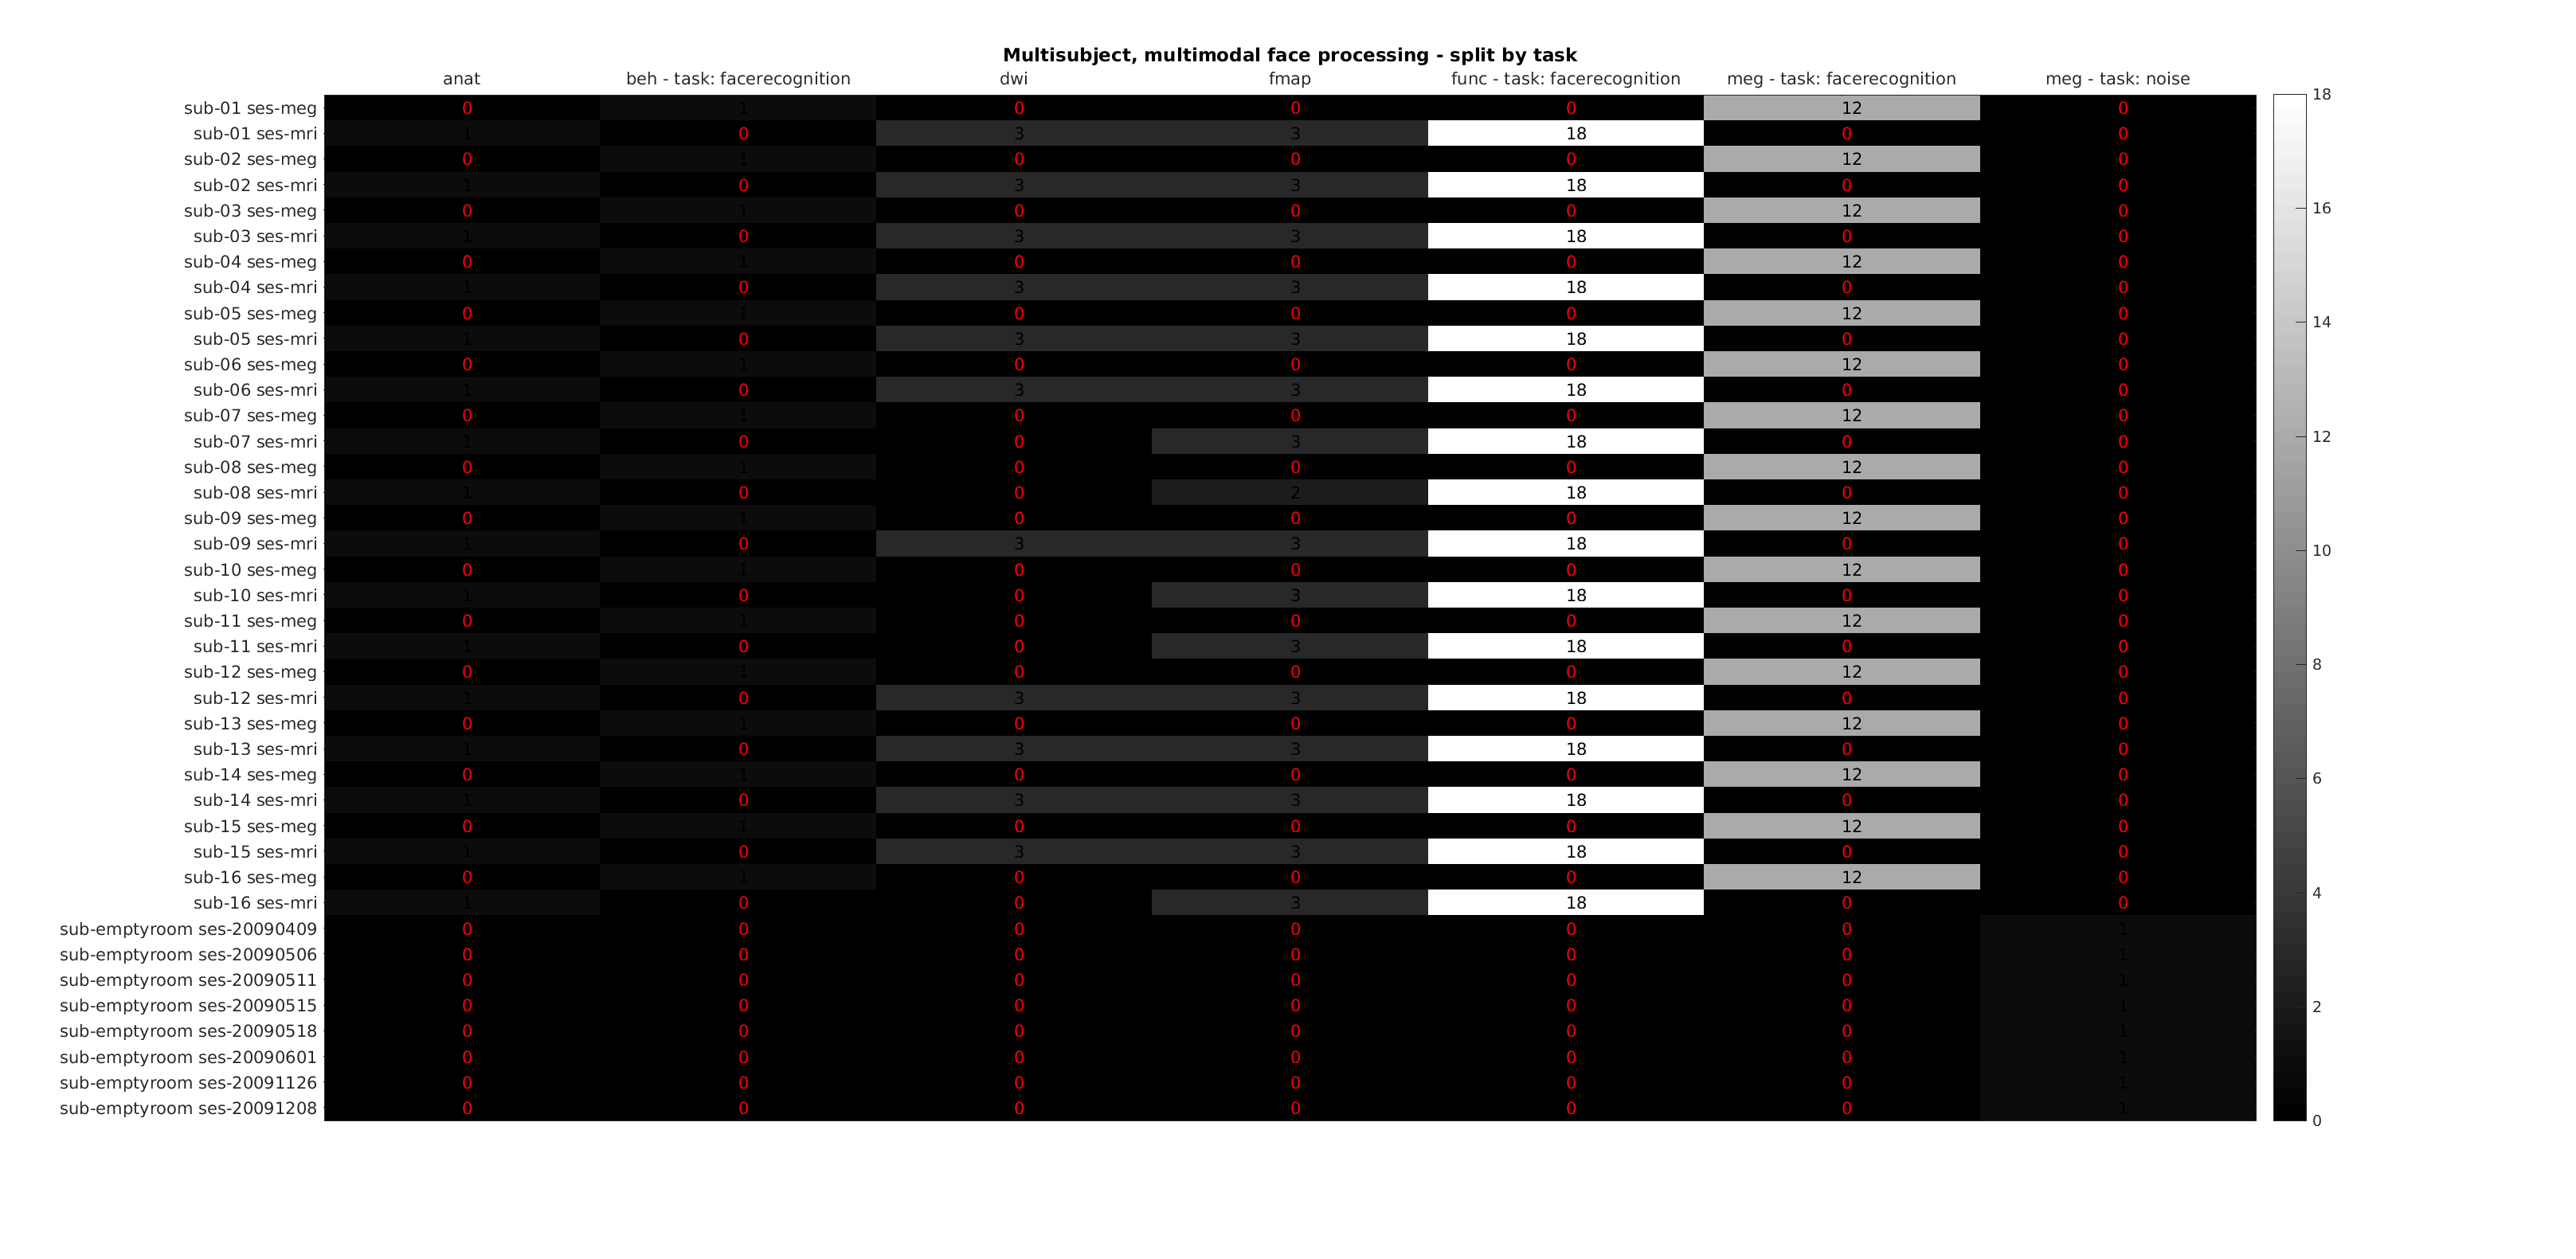 Multisubject, multimodal face processing - split by task
anat beh - task: facerecognition dwi fmap func - task: facerecognition meg - task: facerecognition meg - task: noise
sub-01 ses-meg 0 1 0 0 0 12 0 18
sub-01 ses-mri 1 0 3 3 18 0 0
sub-02 ses-meg 0 1 0 0 0 12 0
sub-02 ses-mri 1 0 3 3 18 0 0
sub-03 ses-meg 0 1 0 0 0 12 0 16
sub-03 ses-mri 1 0 3 3 18 0 0
sub-04 ses-meg 0 1 0 0 0 12 0
sub-04 ses-mri 1 0 3 3 18 0 0
sub-05 ses-meg 0 1 0 0 0 12 0 14
sub-05 ses-mri 1 0 3 3 18 0 0
sub-06 ses-meg 0 1 0 0 0 12 0
sub-06 ses-mri 1 0 3 3 18 0 0
sub-07 ses-meg 0 1 0 0 0 12 0
sub-07 ses-mri 1 0 0 3 18 0 0 12
sub-08 ses-meg 0 1 0 0 0 12 0
sub-08 ses-mri 1 0 0 2 18 0 0
sub-09 ses-meg 0 1 0 0 0 12 0
sub-09 ses-mri 1 0 3 3 18 0 0 10
sub-10 ses-meg 0 1 0 0 0 12 0
sub-10 ses-mri 1 0 0 3 18 0 0
sub-11 ses-meg 0 1 0 0 0 12 0
sub-11 ses-mri 1 0 0 3 18 0 0
sub-12 ses-meg 0 1 0 0 0 12 0 8
sub-12 ses-mri 1 0 3 3 18 0 0
sub-13 ses-meg 0 1 0 0 0 12 0
sub-13 ses-mri 1 0 3 3 18 0 0
sub-14 ses-meg 0 1 0 0 0 12 0 6
sub-14 ses-mri 1 0 3 3 18 0 0
sub-15 ses-meg 0 1 0 0 0 12 0
sub-15 ses-mri 1 0 3 3 18 0 0
sub-16 ses-meg 0 1 0 0 0 12 0
sub-16 ses-mri 1 0 0 3 18 0 0 4
sub-emptyroom ses-20090409 0 0 0 0 0 0 1
sub-emptyroom ses-20090506 0 0 0 0 0 0 1
sub-emptyroom ses-20090511 0 0 0 0 0 0 1
sub-emptyroom ses-20090515 0 0 0 0 0 0 1 2
sub-emptyroom ses-20090518 0 0 0 0 0 0 1
sub-emptyroom ses-20090601 0 0 0 0 0 0 1
sub-emptyroom ses-20091126 0 0 0 0 0 0 1
sub-emptyroom ses-20091208 0 0 0 0 0 0 1 0